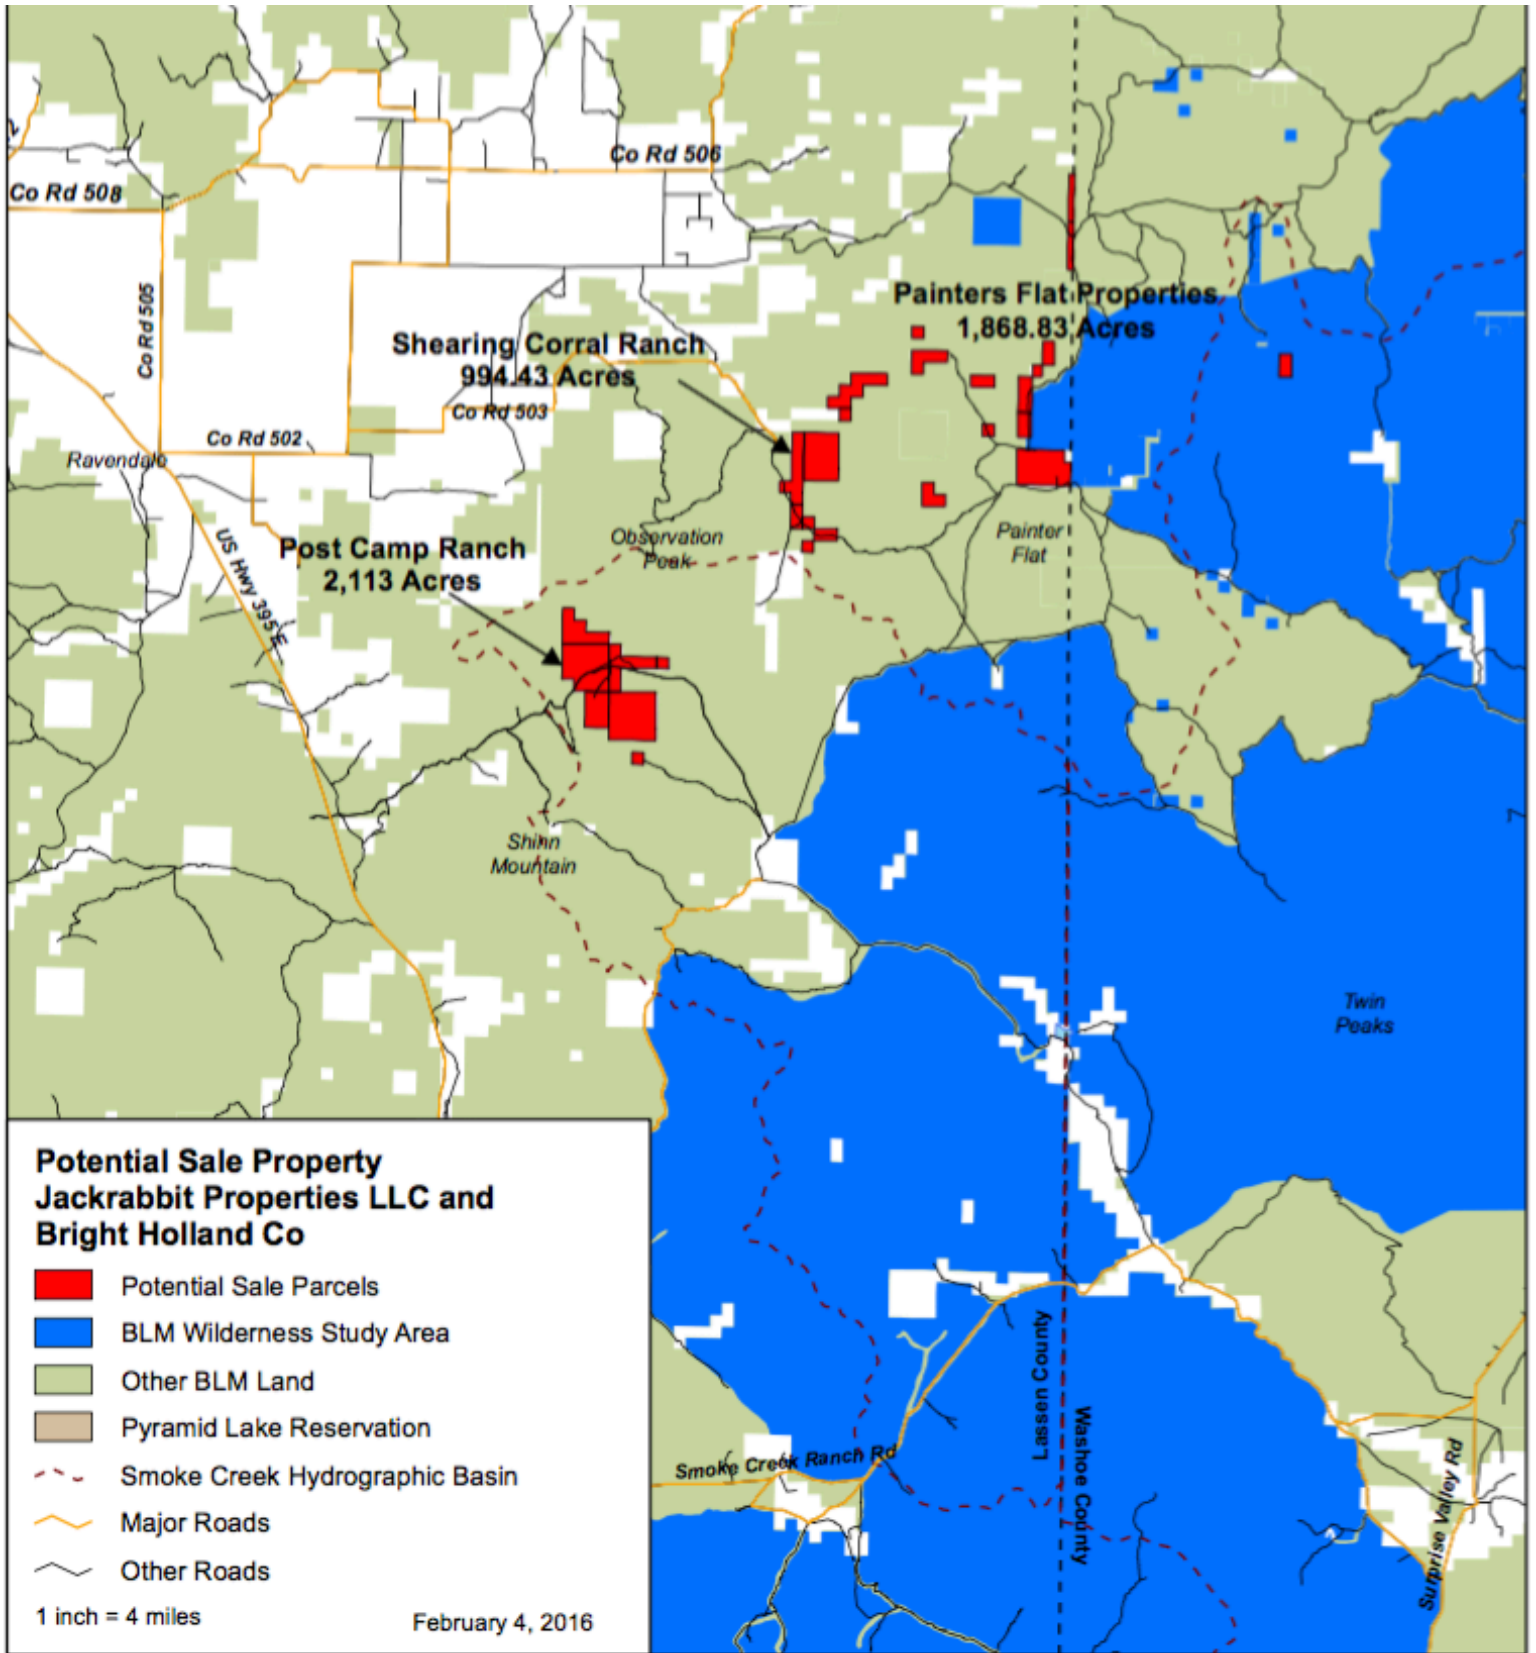 Co Rd 506
Co Rd 508
Co Rd 505
Painters Flat Properties
1,868.83 Acres
Shearing Corral Ranch
994.43 Acres
Co Rd 503
Co Rd 502
Ravendale
US Hwy 395 E
Observation
Peak
Painter
Flat
Post Camp Ranch
2,113 Acres
Shinn
Mountain
Twin
Peaks
Potential Sale Property
Jackrabbit Properties LLC and
Bright Holland Co
Potential Sale Parcels
BLM Wilderness Study Area
Other BLM Land
Pyramid Lake Reservation
Smoke Creek Hydrographic Basin
Major Roads
Other Roads
1 inch = 4 miles
February 4, 2016
Lassen County
Washoe County
Smoke Creek Ranch Rd
Surprise Valley Rd